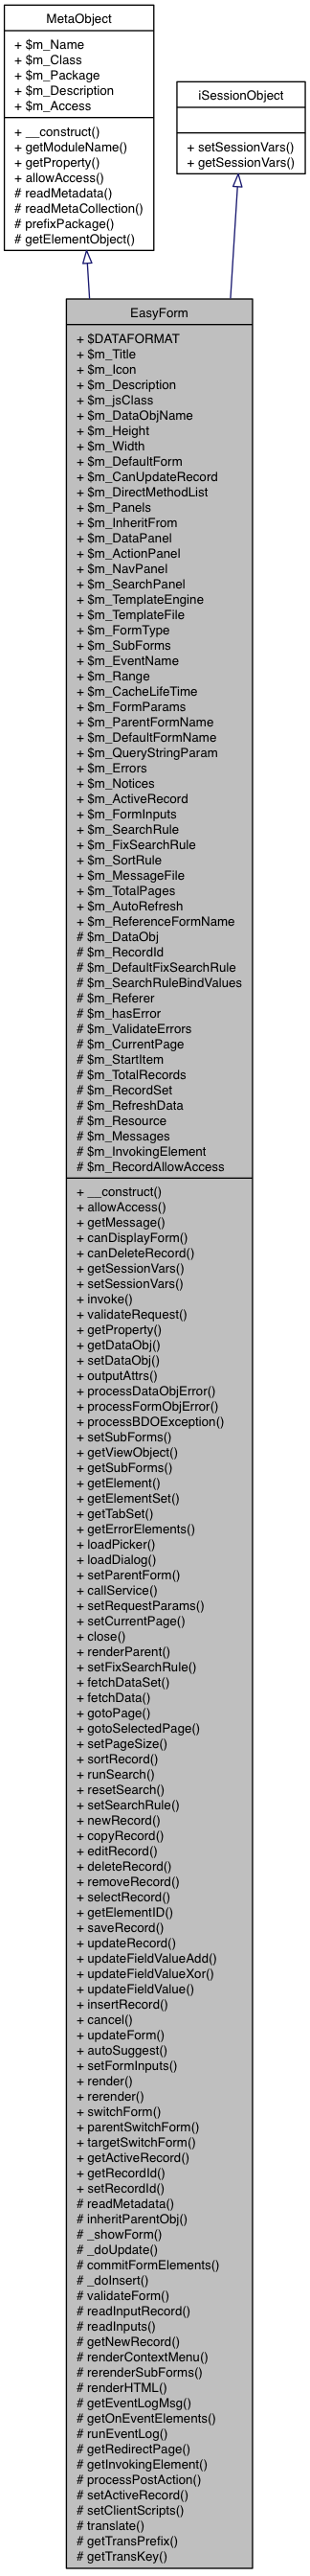 MetaObject
+ $m_Name
+ $m_Class
+ $m_Package
+ $m_Description
+ $m_Access
+ __construct()
+ getModuleName()
+ getProperty()
+ allowAccess()
# readMetadata()
# readMetaCollection()
# prefixPackage()
# getElementObject()
iSessionObject
+ setSessionVars()
+ getSessionVars()
EasyForm
+ $DATAFORMAT
+ $m_Title
+ $m_Icon
+ $m_Description
+ $m_jsClass
+ $m_DataObjName
+ $m_Height
+ $m_Width
+ $m_DefaultForm
+ $m_CanUpdateRecord
+ $m_DirectMethodList
+ $m_Panels
+ $m_InheritFrom
+ $m_DataPanel
+ $m_ActionPanel
+ $m_NavPanel
+ $m_SearchPanel
+ $m_TemplateEngine
+ $m_TemplateFile
+ $m_FormType
+ $m_SubForms
+ $m_EventName
+ $m_Range
+ $m_CacheLifeTime
+ $m_FormParams
+ $m_ParentFormName
+ $m_DefaultFormName
+ $m_QueryStringParam
+ $m_Errors
+ $m_Notices
+ $m_ActiveRecord
+ $m_FormInputs
+ $m_SearchRule
+ $m_FixSearchRule
+ $m_SortRule
+ $m_MessageFile
+ $m_TotalPages
+ $m_AutoRefresh
+ $m_ReferenceFormName
# $m_DataObj
# $m_RecordId
# $m_DefaultFixSearchRule
# $m_SearchRuleBindValues
# $m_Referer
# $m_hasError
# $m_ValidateErrors
# $m_CurrentPage
# $m_StartItem
# $m_TotalRecords
# $m_RecordSet
# $m_RefreshData
# $m_Resource
# $m_Messages
# $m_InvokingElement
# $m_RecordAllowAccess
+ __construct()
+ allowAccess()
+ getMessage()
+ canDisplayForm()
+ canDeleteRecord()
+ getSessionVars()
+ setSessionVars()
+ invoke()
+ validateRequest()
+ getProperty()
+ getDataObj()
+ setDataObj()
+ outputAttrs()
+ processDataObjError()
+ processFormObjError()
+ processBDOException()
+ setSubForms()
+ getViewObject()
+ getSubForms()
+ getElement()
+ getElementSet()
+ getTabSet()
+ getErrorElements()
+ loadPicker()
+ loadDialog()
+ setParentForm()
+ callService()
+ setRequestParams()
+ setCurrentPage()
+ close()
+ renderParent()
+ setFixSearchRule()
+ fetchDataSet()
+ fetchData()
+ gotoPage()
+ gotoSelectedPage()
+ setPageSize()
+ sortRecord()
+ runSearch()
+ resetSearch()
+ setSearchRule()
+ newRecord()
+ copyRecord()
+ editRecord()
+ deleteRecord()
+ removeRecord()
+ selectRecord()
+ getElementID()
+ saveRecord()
+ updateRecord()
+ updateFieldValueAdd()
+ updateFieldValueXor()
+ updateFieldValue()
+ insertRecord()
+ cancel()
+ updateForm()
+ autoSuggest()
+ setFormInputs()
+ render()
+ rerender()
+ switchForm()
+ parentSwitchForm()
+ targetSwitchForm()
+ getActiveRecord()
+ getRecordId()
+ setRecordId()
# readMetadata()
# inheritParentObj()
# _showForm()
# _doUpdate()
# commitFormElements()
# _doInsert()
# validateForm()
# readInputRecord()
# readInputs()
# getNewRecord()
# renderContextMenu()
# rerenderSubForms()
# renderHTML()
# getEventLogMsg()
# getOnEventElements()
# runEventLog()
# getRedirectPage()
# getInvokingElement()
# processPostAction()
# setActiveRecord()
# setClientScripts()
# translate()
# getTransPrefix()
# getTransKey()